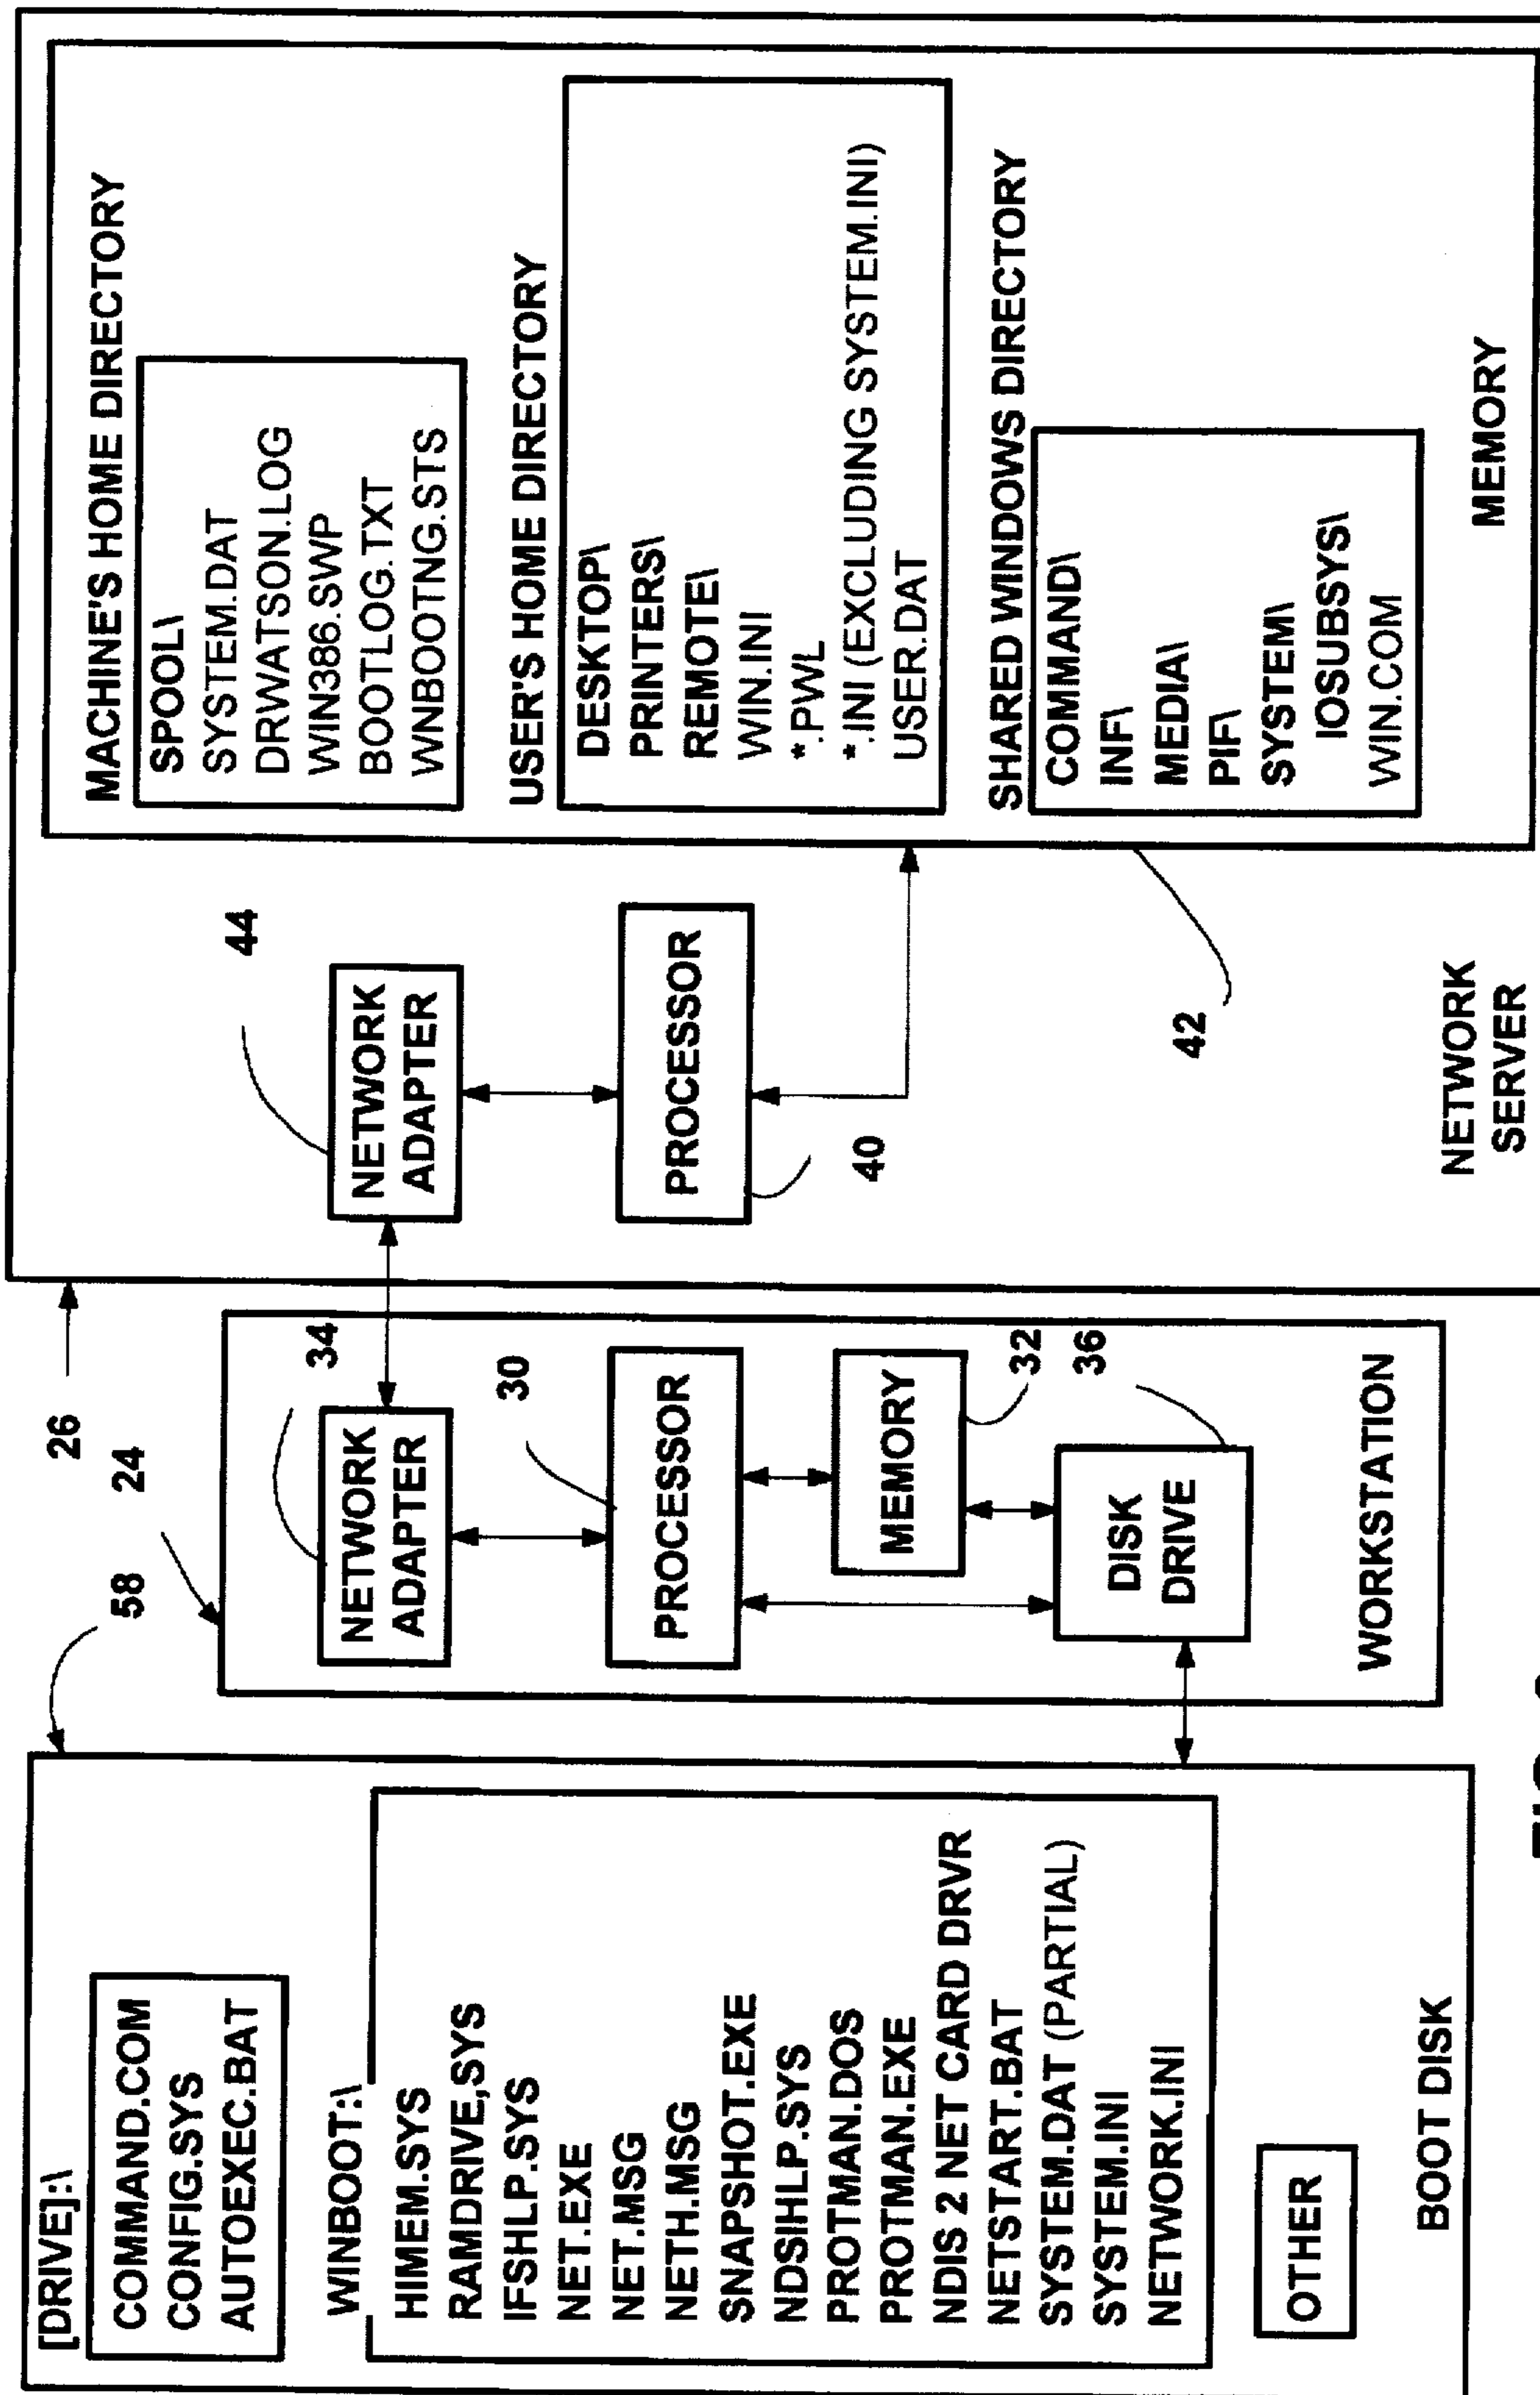 [DRIVE]:\
COMMAND.COM
CONFIG.SYS
AUTOEXEC.BAT
WINBOOT:\
HIMEM.SYS
RAMDRIVE,SYS
IFSHLP.SYS
NET.EXE
NET.MSG
NETH.MSG
SNAPSHOT.EXE
NDSIHLP.SYS
PROTMAN.DOS
PROTMAN.EXE
NDIS 2 NET CARD DRVR
NETSTART.BAT
SYSTEM.DAT (PARTIAL)
SYSTEM.INI
NETWORK.INI
OTHER
BOOT DISK
58
24
26
NETWORK
ADAPTER
34
PROCESSOR
30
MEMORY
32
DISK
DRIVE
36
WORKSTATION
NETWORK
ADAPTER
44
PROCESSOR
40
42
NETWORK
SERVER
MACHINE'S HOME DIRECTORY
SPOOL\
SYSTEM.DAT
DRWATSON.LOG
WIN386.SWP
BOOTLOG.TXT
WNBOOTNG.STS
USER'S HOME DIRECTORY
DESKTOP\
PRINTERS\
REMOTE\
WIN.INI
*.PWL
*.INI (EXCLUDING SYSTEM.INI)
USER.DAT
SHARED WINDOWS DIRECTORY
COMMAND\
INF\
MEDIA\
PIF\
SYSTEM\
IOSUBSYS\
WIN.COM
MEMORY